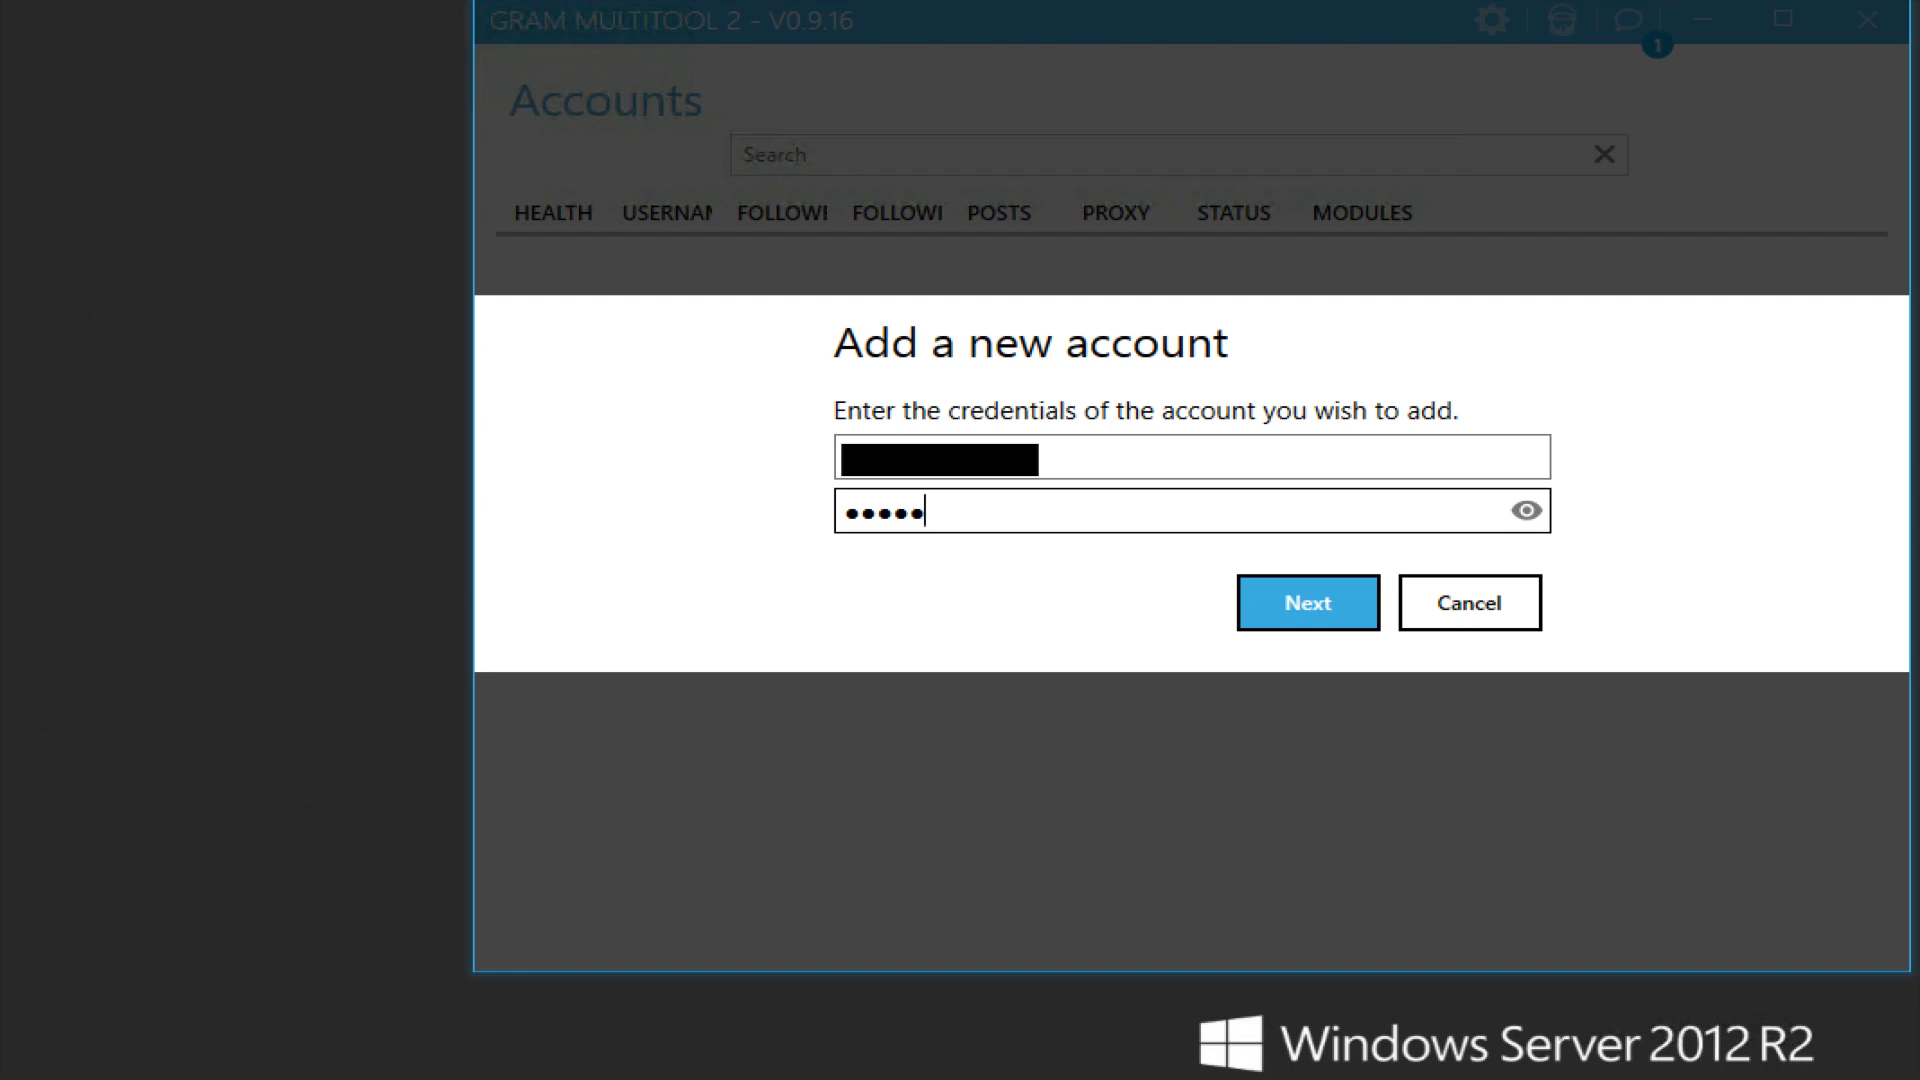 GRAM MULTITOOL 2 - V0.9.16
1
Accounts
Search
HEALTH USERNAM FOLLOWI FOLLOWI POSTS PROXY STATUS MODULES
Add a new account
Enter the credentials of the account you wish to add.
Next Cancel
Windows Server 2012 R2